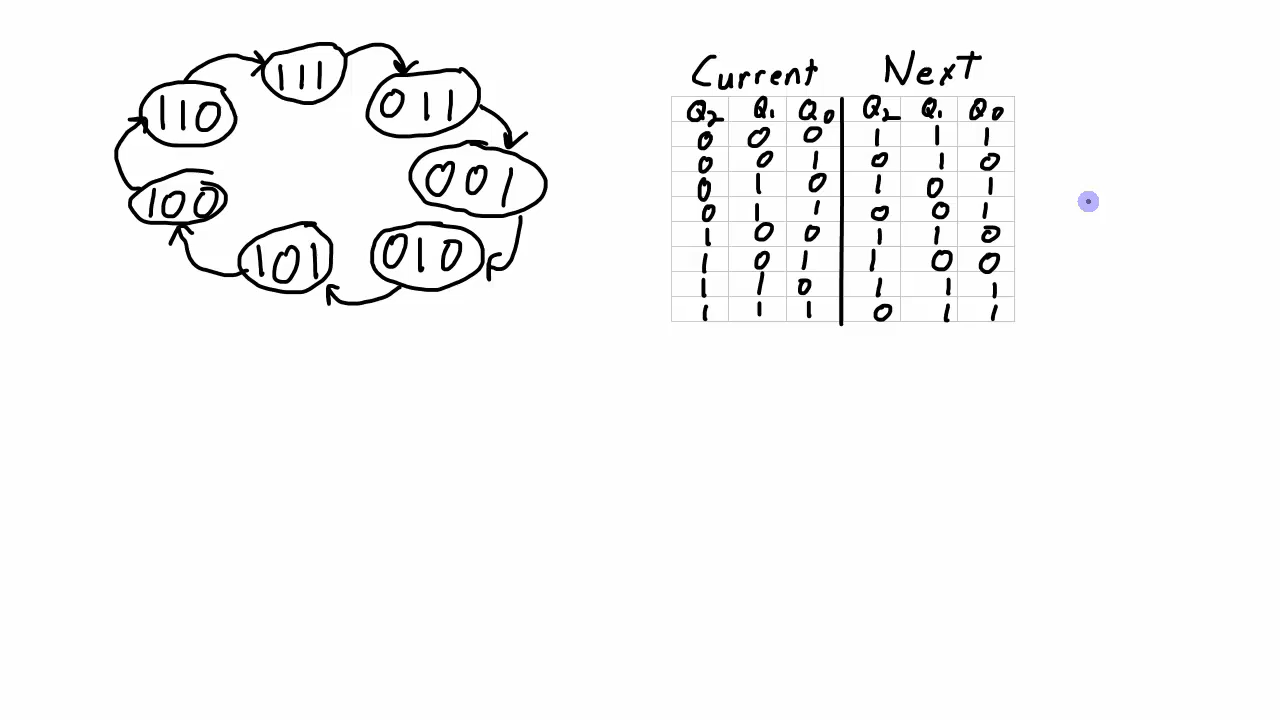 111
110
011
001
100
010
101
Current Next
Q2 Q1 Q0 Q2 Q1 Q0
0 0 0 1 1 1
0 0 1 0 1 0
0 1 0 1 0 1
0 1 1 0 0 1
1 0 0 1 1 0
1 0 1 1 0 0
1 1 0 1 1 1
1 1 1 0 1 1